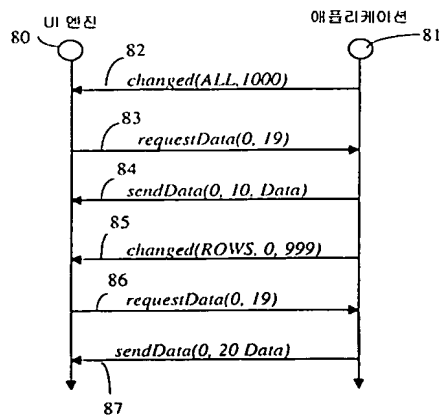 UI 엔진
애플리케이션
80
81
82
changed(ALL,1000)
83
requestData(0, 19)
84
sendData(0, 10, Data)
85
changed(ROWS, 0, 999)
86
requestData(0, 19)
sendData(0, 20 Data)
87